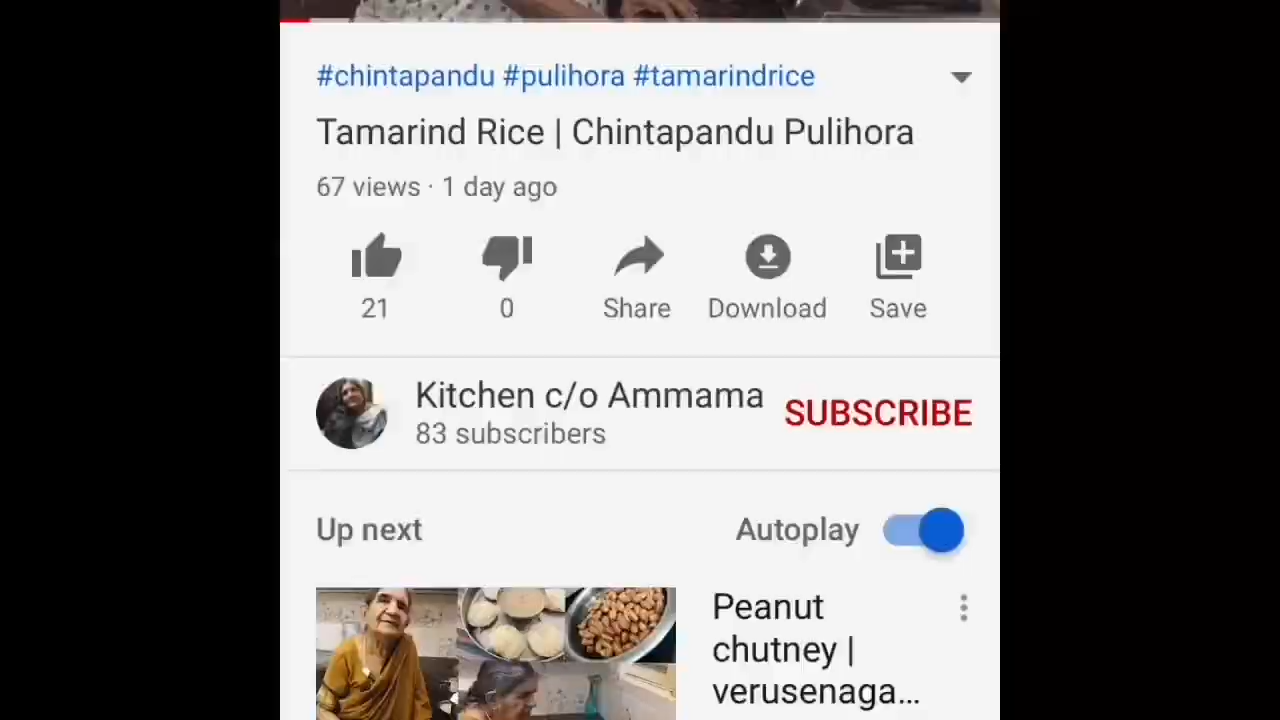 #chintapandu #pulihora #tamarindrice
Tamarind Rice | Chintapandu Pulihora
67 views · 1 day ago
21 0 Share Download Save
Kitchen c/o Ammama
SUBSCRIBE
83 subscribers
Up next Autoplay
Peanut
chutney |
verusenaga...